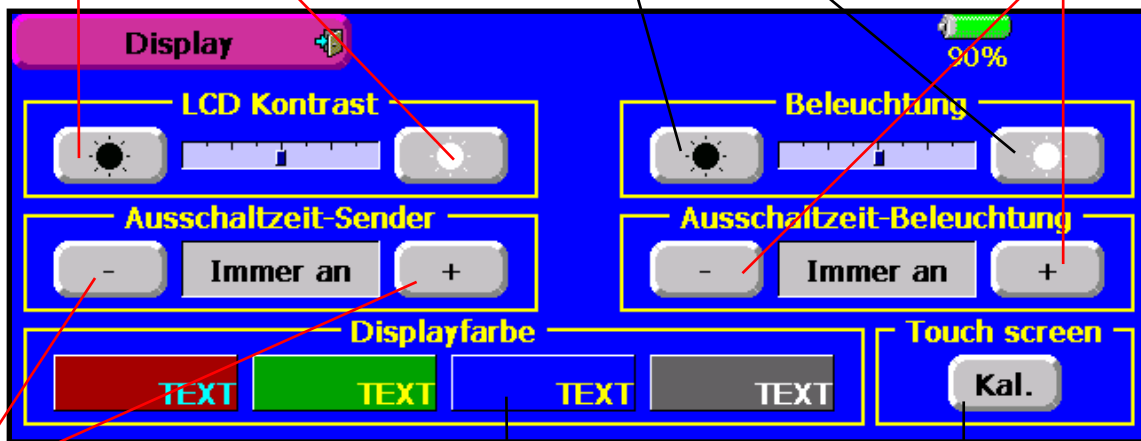 Display
90%
LCD Kontrast
Beleuchtung
Ausschaltzeit-Sender
Ausschaltzeit-Beleuchtung
- Immer an +
- Immer an +
Displayfarbe
Touch screen
TEXT TEXT TEXT TEXT
Kal.